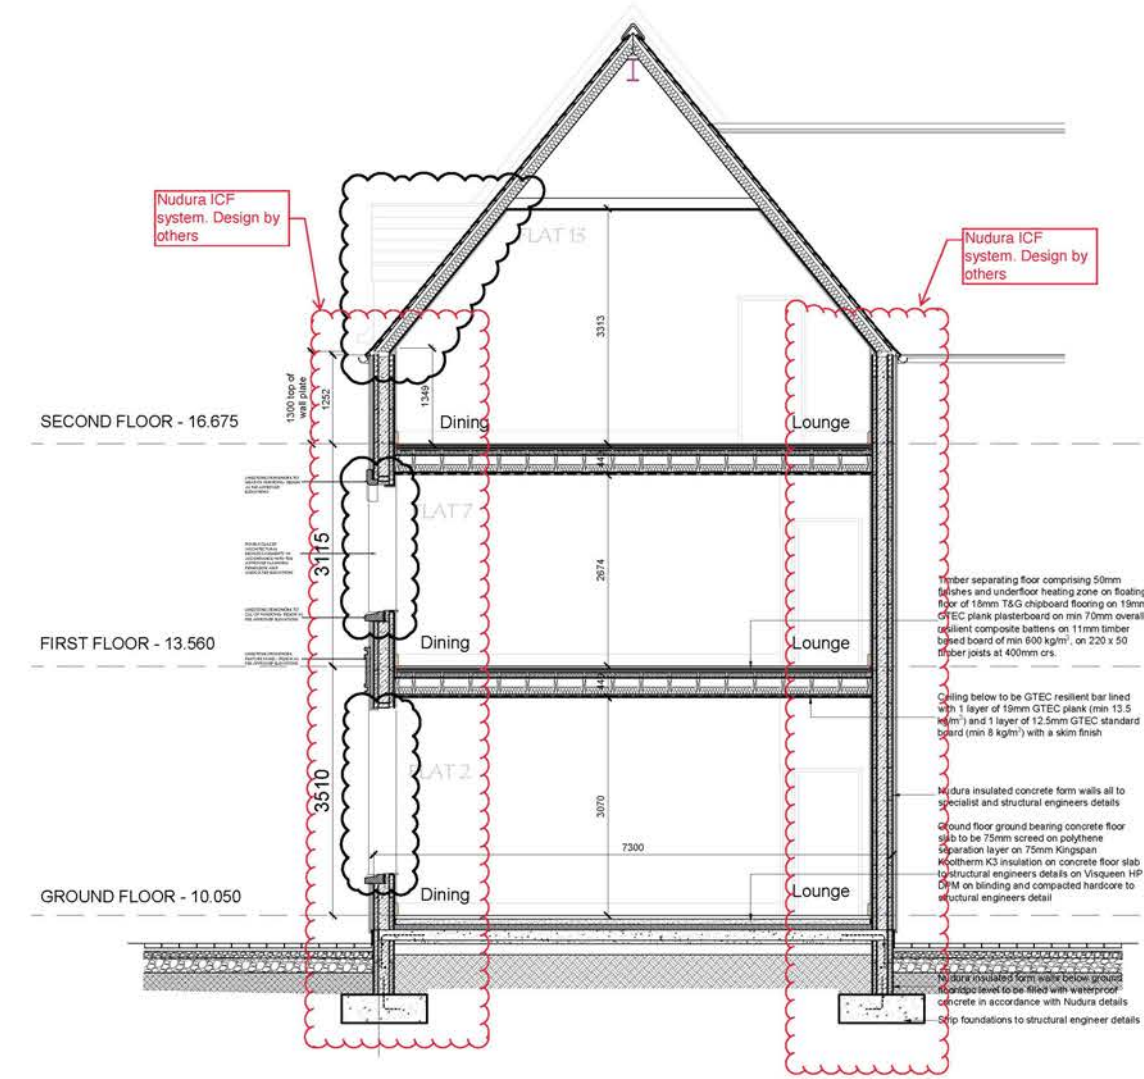 Nudura ICF
system. Design by
others
Nudura ICF
system. Design by
others
FLAT 13
3313
1300 top of
wall plate
1252
1349
SECOND FLOOR - 16.675
Dining
Lounge
44
FLAT 7
3115
2674
FIRST FLOOR - 13.560
Dining
Lounge
44
Timber separating floor comprising 50mm
finishes and underfloor heating zone on floating
floor of 18mm T&G chipboard flooring on 19mm
GTEC plank plasterboard on min 70mm overall
resilient composite battens on 11mm timber
based board of min 600 kg/m³, on 220 x 50
timber joists at 400mm crs.
Ceiling below to be GTEC resilient bar lined
with 1 layer of 19mm GTEC plank (min 13.5
kg/m²) and 1 layer of 12.5mm GTEC standard
board (min 8 kg/m²) with a skim finish
FLAT 2
3510
3070
7300
Nudura insulated concrete form walls all to
specialist and structural engineers details
Ground floor ground bearing concrete floor
slab to be 75mm screed on polythene
separation layer on 75mm Kingspan
Kooltherm K3 insulation on concrete floor slab
to structural engineers details on Visqueen HP
DPM on blinding and compacted hardcore to
structural engineers detail
GROUND FLOOR - 10.050
Dining
Lounge
Nudura insulated form walls below ground
floor/dpc level to be filled with waterproof
concrete in accordance with Nudura details
Strip foundations to structural engineer details